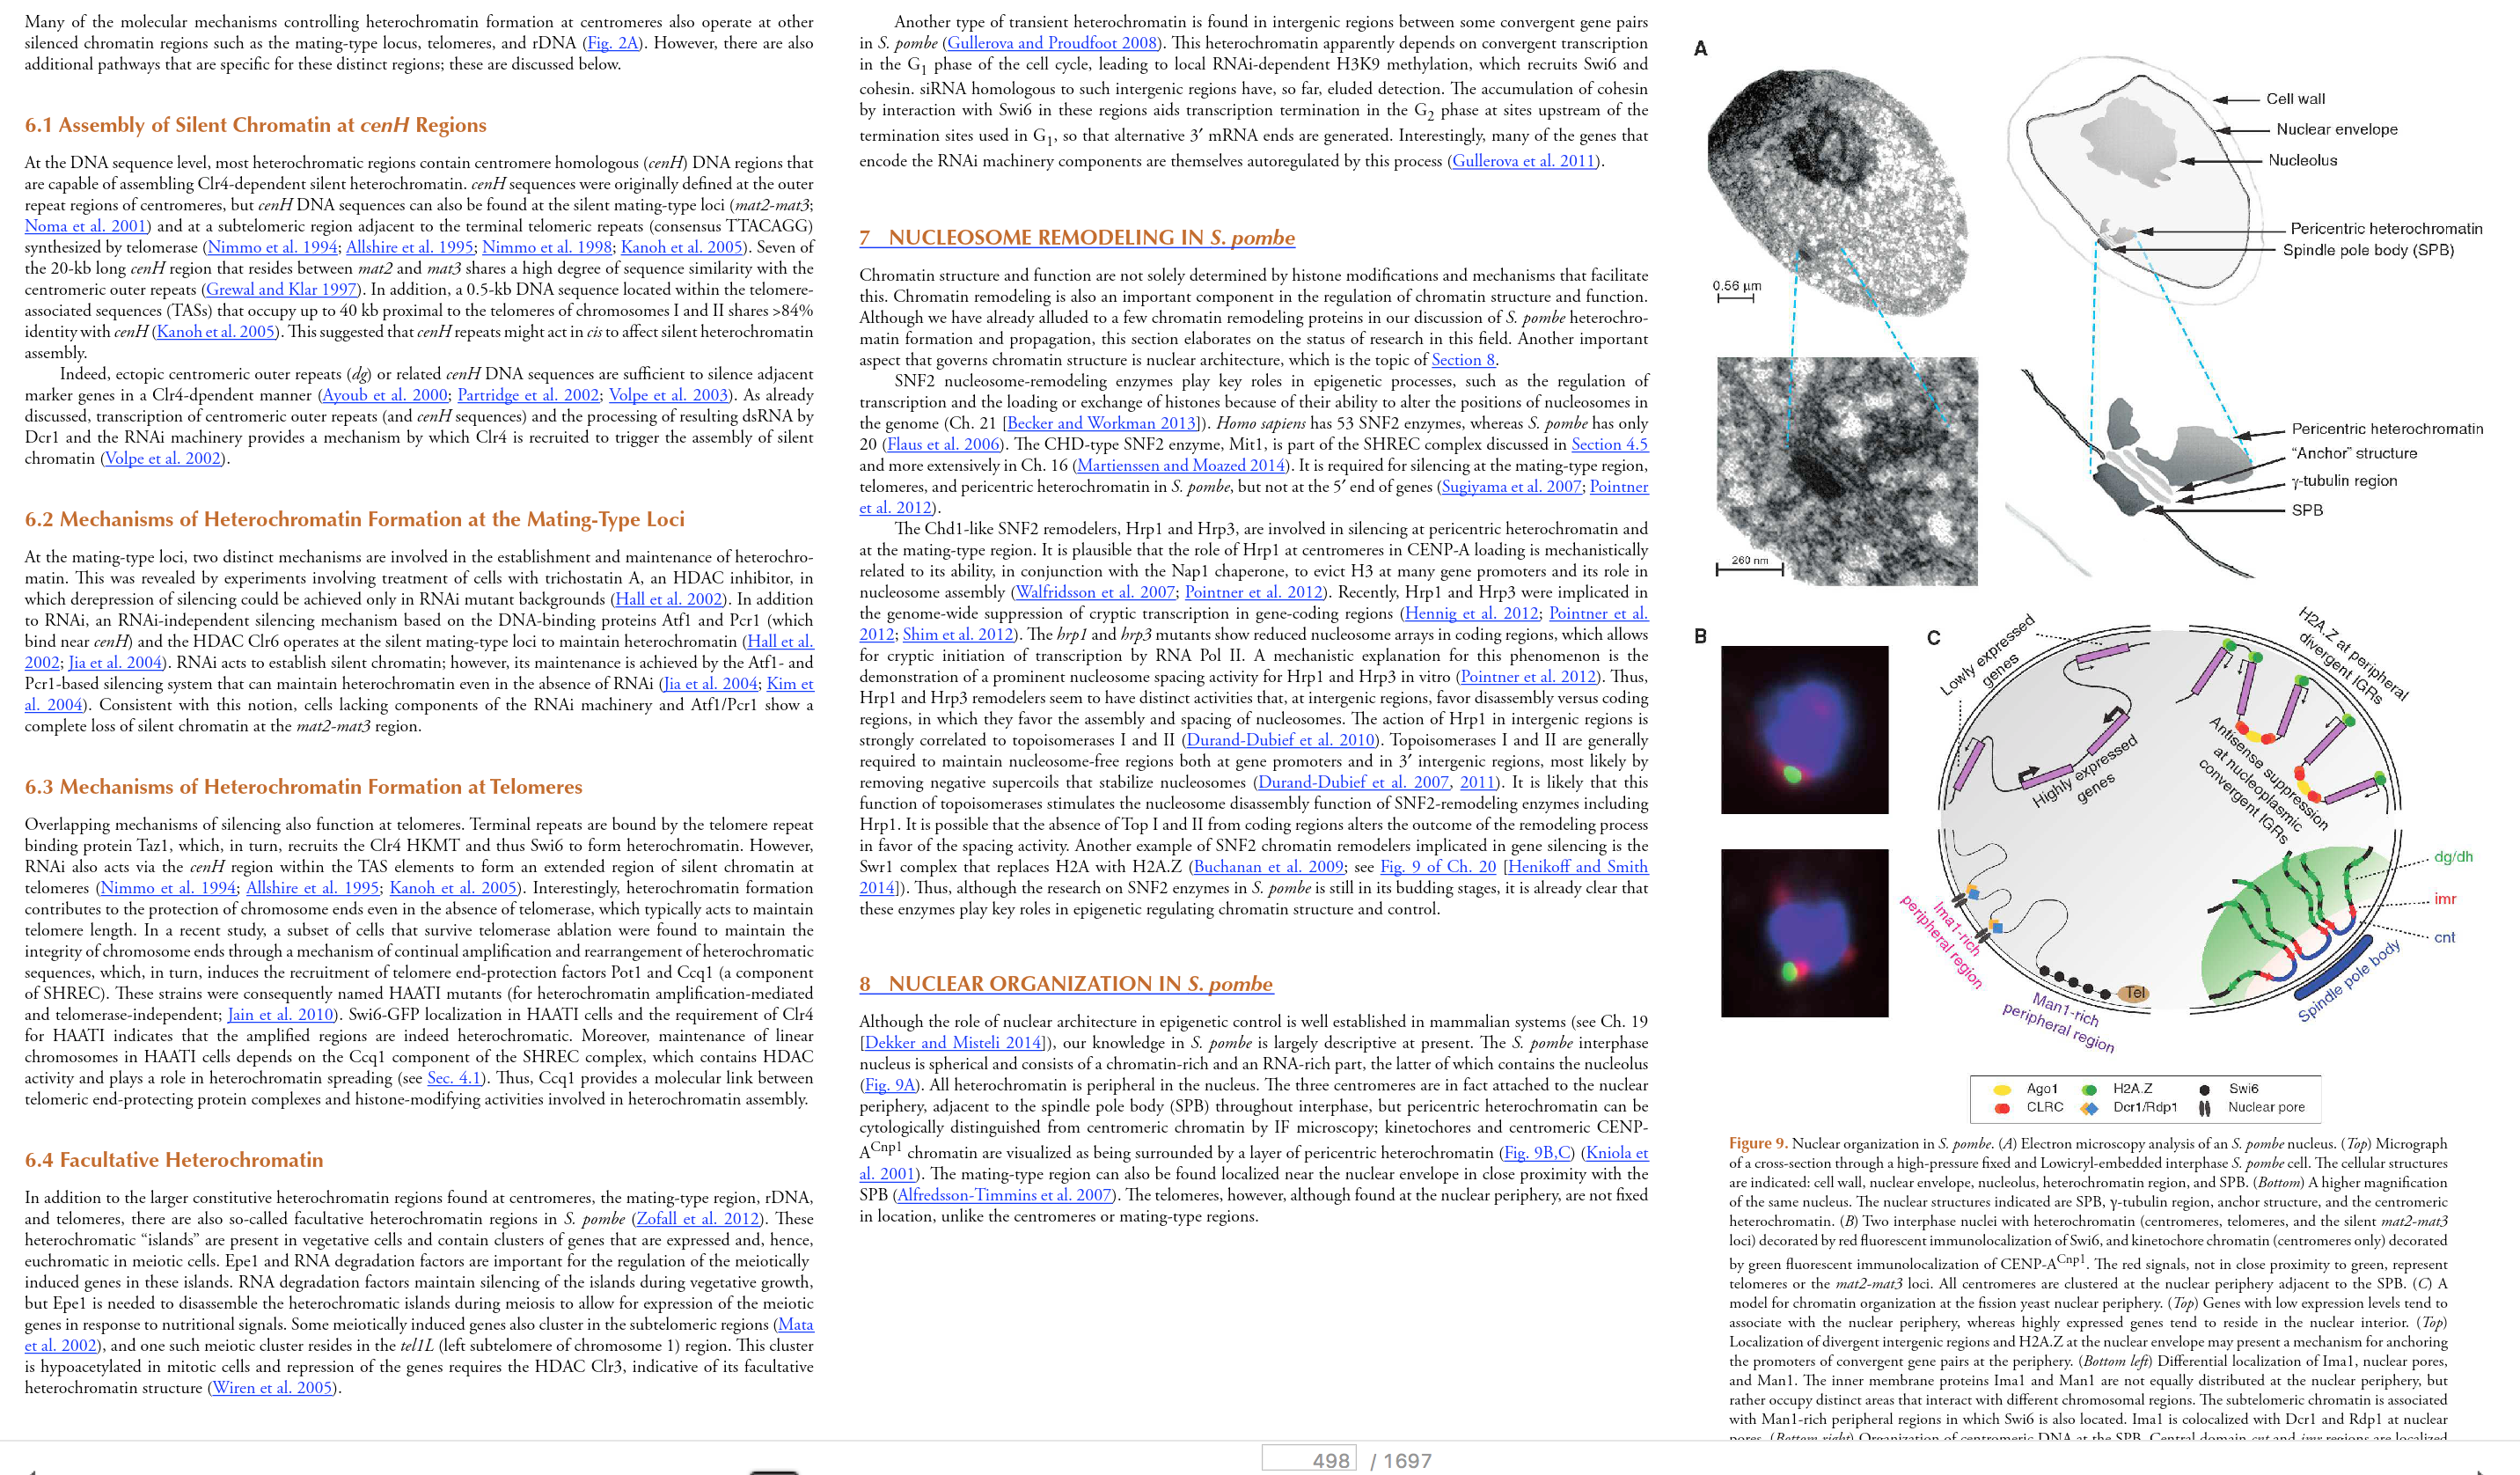 Many of the molecular mechanisms controlling heterochromatin formation at centromeres also operate at other
silenced chromatin regions such as the mating-type locus, telomeres, and rDNA (Fig. 2A). However, there are also
additional pathways that are specific for these distinct regions; these are discussed below.
6.1 Assembly of Silent Chromatin at cenH Regions
At the DNA sequence level, most heterochromatic regions contain centromere homologous (cenH) DNA regions that
are capable of assembling Clr4-dependent silent heterochromatin. cenH sequences were originally defined at the outer
repeat regions of centromeres, but cenH DNA sequences can also be found at the silent mating-type loci (mat2-mat3;
Noma et al. 2001) and at a subtelomeric region adjacent to the terminal telomeric repeats (consensus TTACAGG)
synthesized by telomerase (Nimmo et al. 1994; Allshire et al. 1995; Nimmo et al. 1998; Kanoh et al. 2005). Seven of
the 20-kb long cenH region that resides between mat2 and mat3 shares a high degree of sequence similarity with the
centromeric outer repeats (Grewal and Klar 1997). In addition, a 0.5-kb DNA sequence located within the telomere-
associated sequences (TASs) that occupy up to 40 kb proximal to the telomeres of chromosomes I and II shares >84%
identity with cenH (Kanoh et al. 2005). This suggested that cenH repeats might act in cis to affect silent heterochromatin
assembly.
Indeed, ectopic centromeric outer repeats (dg) or related cenH DNA sequences are sufficient to silence adjacent
marker genes in a Clr4-dpendent manner (Ayoub et al. 2000; Partridge et al. 2002; Volpe et al. 2003). As already
discussed, transcription of centromeric outer repeats (and cenH sequences) and the processing of resulting dsRNA by
Dcr1 and the RNAi machinery provides a mechanism by which Clr4 is recruited to trigger the assembly of silent
chromatin (Volpe et al. 2002).
6.2 Mechanisms of Heterochromatin Formation at the Mating-Type Loci
At the mating-type loci, two distinct mechanisms are involved in the establishment and maintenance of heterochro-
matin. This was revealed by experiments involving treatment of cells with trichostatin A, an HDAC inhibitor, in
which derepression of silencing could be achieved only in RNAi mutant backgrounds (Hall et al. 2002). In addition
to RNAi, an RNAi-independent silencing mechanism based on the DNA-binding proteins Atf1 and Pcr1 (which
bind near cenH) and the HDAC Clr6 operates at the silent mating-type loci to maintain heterochromatin (Hall et al.
2002; Jia et al. 2004). RNAi acts to establish silent chromatin; however, its maintenance is achieved by the Atf1- and
Pcr1-based silencing system that can maintain heterochromatin even in the absence of RNAi (Jia et al. 2004; Kim et
al. 2004). Consistent with this notion, cells lacking components of the RNAi machinery and Atf1/Pcr1 show a
complete loss of silent chromatin at the mat2-mat3 region.
6.3 Mechanisms of Heterochromatin Formation at Telomeres
Overlapping mechanisms of silencing also function at telomeres. Terminal repeats are bound by the telomere repeat
binding protein Taz1, which, in turn, recruits the Clr4 HKMT and thus Swi6 to form heterochromatin. However,
RNAi also acts via the cenH region within the TAS elements to form an extended region of silent chromatin at
telomeres (Nimmo et al. 1994; Allshire et al. 1995; Kanoh et al. 2005). Interestingly, heterochromatin formation
contributes to the protection of chromosome ends even in the absence of telomerase, which typically acts to maintain
telomere length. In a recent study, a subset of cells that survive telomerase ablation were found to maintain the
integrity of chromosome ends through a mechanism of continual amplification and rearrangement of heterochromatic
sequences, which, in turn, induces the recruitment of telomere end-protection factors Pot1 and Ccq1 (a component
of SHREC). These strains were consequently named HAATI mutants (for heterochromatin amplification-mediated
and telomerase-independent; Jain et al. 2010). Swi6-GFP localization in HAATI cells and the requirement of Clr4
for HAATI indicates that the amplified regions are indeed heterochromatic. Moreover, maintenance of linear
chromosomes in HAATI cells depends on the Ccq1 component of the SHREC complex, which contains HDAC
activity and plays a role in heterochromatin spreading (see Sec. 4.1). Thus, Ccq1 provides a molecular link between
telomeric end-protecting protein complexes and histone-modifying activities involved in heterochromatin assembly.
6.4 Facultative Heterochromatin
In addition to the larger constitutive heterochromatin regions found at centromeres, the mating-type region, rDNA,
and telomeres, there are also so-called facultative heterochromatin regions in S. pombe (Zofall et al. 2012). These
heterochromatic “islands” are present in vegetative cells and contain clusters of genes that are expressed and, hence,
euchromatic in meiotic cells. Epe1 and RNA degradation factors are important for the regulation of the meiotically
induced genes in these islands. RNA degradation factors maintain silencing of the islands during vegetative growth,
but Epe1 is needed to disassemble the heterochromatic islands during meiosis to allow for expression of the meiotic
genes in response to nutritional signals. Some meiotically induced genes also cluster in the subtelomeric regions (Mata
et al. 2002), and one such meiotic cluster resides in the tel1L (left subtelomere of chromosome 1) region. This cluster
is hypoacetylated in mitotic cells and repression of the genes requires the HDAC Clr3, indicative of its facultative
heterochromatin structure (Wiren et al. 2005).
Another type of transient heterochromatin is found in intergenic regions between some convergent gene pairs
in S. pombe (Gullerova and Proudfoot 2008). This heterochromatin apparently depends on convergent transcription
in the G1 phase of the cell cycle, leading to local RNAi-dependent H3K9 methylation, which recruits Swi6 and
cohesin. siRNA homologous to such intergenic regions have, so far, eluded detection. The accumulation of cohesin
by interaction with Swi6 in these regions aids transcription termination in the G2 phase at sites upstream of the
termination sites used in G1, so that alternative 3′ mRNA ends are generated. Interestingly, many of the genes that
encode the RNAi machinery components are themselves autoregulated by this process (Gullerova et al. 2011).
7 NUCLEOSOME REMODELING IN S. pombe
Chromatin structure and function are not solely determined by histone modifications and mechanisms that facilitate
this. Chromatin remodeling is also an important component in the regulation of chromatin structure and function.
Although we have already alluded to a few chromatin remodeling proteins in our discussion of S. pombe heterochro-
matin formation and propagation, this section elaborates on the status of research in this field. Another important
aspect that governs chromatin structure is nuclear architecture, which is the topic of Section 8.
SNF2 nucleosome-remodeling enzymes play key roles in epigenetic processes, such as the regulation of
transcription and the loading or exchange of histones because of their ability to alter the positions of nucleosomes in
the genome (Ch. 21 [Becker and Workman 2013]). Homo sapiens has 53 SNF2 enzymes, whereas S. pombe has only
20 (Flaus et al. 2006). The CHD-type SNF2 enzyme, Mit1, is part of the SHREC complex discussed in Section 4.5
and more extensively in Ch. 16 (Martienssen and Moazed 2014). It is required for silencing at the mating-type region,
telomeres, and pericentric heterochromatin in S. pombe, but not at the 5′ end of genes (Sugiyama et al. 2007; Pointner
et al. 2012).
The Chd1-like SNF2 remodelers, Hrp1 and Hrp3, are involved in silencing at pericentric heterochromatin and
at the mating-type region. It is plausible that the role of Hrp1 at centromeres in CENP-A loading is mechanistically
related to its ability, in conjunction with the Nap1 chaperone, to evict H3 at many gene promoters and its role in
nucleosome assembly (Walfridsson et al. 2007; Pointner et al. 2012). Recently, Hrp1 and Hrp3 were implicated in
the genome-wide suppression of cryptic transcription in gene-coding regions (Hennig et al. 2012; Pointner et al.
2012; Shim et al. 2012). The hrp1 and hrp3 mutants show reduced nucleosome arrays in coding regions, which allows
for cryptic initiation of transcription by RNA Pol II. A mechanistic explanation for this phenomenon is the
demonstration of a prominent nucleosome spacing activity for Hrp1 and Hrp3 in vitro (Pointner et al. 2012). Thus,
Hrp1 and Hrp3 remodelers seem to have distinct activities that, at intergenic regions, favor disassembly versus coding
regions, in which they favor the assembly and spacing of nucleosomes. The action of Hrp1 in intergenic regions is
strongly correlated to topoisomerases I and II (Durand-Dubief et al. 2010). Topoisomerases I and II are generally
required to maintain nucleosome-free regions both at gene promoters and in 3′ intergenic regions, most likely by
removing negative supercoils that stabilize nucleosomes (Durand-Dubief et al. 2007, 2011). It is likely that this
function of topoisomerases stimulates the nucleosome disassembly function of SNF2-remodeling enzymes including
Hrp1. It is possible that the absence of Top I and II from coding regions alters the outcome of the remodeling process
in favor of the spacing activity. Another example of SNF2 chromatin remodelers implicated in gene silencing is the
Swr1 complex that replaces H2A with H2A.Z (Buchanan et al. 2009; see Fig. 9 of Ch. 20 [Henikoff and Smith
2014]). Thus, although the research on SNF2 enzymes in S. pombe is still in its budding stages, it is already clear that
these enzymes play key roles in epigenetic regulating chromatin structure and control.
8 NUCLEAR ORGANIZATION IN S. pombe
Although the role of nuclear architecture in epigenetic control is well established in mammalian systems (see Ch. 19
[Dekker and Misteli 2014]), our knowledge in S. pombe is largely descriptive at present. The S. pombe interphase
nucleus is spherical and consists of a chromatin-rich and an RNA-rich part, the latter of which contains the nucleolus
(Fig. 9A). All heterochromatin is peripheral in the nucleus. The three centromeres are in fact attached to the nuclear
periphery, adjacent to the spindle pole body (SPB) throughout interphase, but pericentric heterochromatin can be
cytologically distinguished from centromeric chromatin by IF microscopy; kinetochores and centromeric CENP-
ACnp1 chromatin are visualized as being surrounded by a layer of pericentric heterochromatin (Fig. 9B,C) (Kniola et
al. 2001). The mating-type region can also be found localized near the nuclear envelope in close proximity with the
SPB (Alfredsson-Timmins et al. 2007). The telomeres, however, although found at the nuclear periphery, are not fixed
in location, unlike the centromeres or mating-type regions.
A
Cell wall
Nuclear envelope
Nucleolus
Pericentric heterochromatin
Spindle pole body (SPB)
0.56 μm
Pericentric heterochromatin
“Anchor” structure
γ-tubulin region
SPB
260 nm
B
C
Lowly expressed
genes
Highly expressed
genes
H2A.Z at peripheral
divergent IGRs
Antisense suppression
at nucleoplasmic
convergent IGRs
dg/dh
imr
cnt
Spindle pole body
Ima1-rich
peripheral region
Tel
Man1-rich
peripheral region
Ago1 H2A.Z Swi6
CLRC Dcr1/Rdp1 Nuclear pore
Figure 9. Nuclear organization in S. pombe. (A) Electron microscopy analysis of an S. pombe nucleus. (Top) Micrograph
of a cross-section through a high-pressure fixed and Lowicryl-embedded interphase S. pombe cell. The cellular structures
are indicated: cell wall, nuclear envelope, nucleolus, heterochromatin region, and SPB. (Bottom) A higher magnification
of the same nucleus. The nuclear structures indicated are SPB, γ-tubulin region, anchor structure, and the centromeric
heterochromatin. (B) Two interphase nuclei with heterochromatin (centromeres, telomeres, and the silent mat2-mat3
loci) decorated by red fluorescent immunolocalization of Swi6, and kinetochore chromatin (centromeres only) decorated
by green fluorescent immunolocalization of CENP-ACnp1. The red signals, not in close proximity to green, represent
telomeres or the mat2-mat3 loci. All centromeres are clustered at the nuclear periphery adjacent to the SPB. (C) A
model for chromatin organization at the fission yeast nuclear periphery. (Top) Genes with low expression levels tend to
associate with the nuclear periphery, whereas highly expressed genes tend to reside in the nuclear interior. (Top)
Localization of divergent intergenic regions and H2A.Z at the nuclear envelope may present a mechanism for anchoring
the promoters of convergent gene pairs at the periphery. (Bottom left) Differential localization of Ima1, nuclear pores,
and Man1. The inner membrane proteins Ima1 and Man1 are not equally distributed at the nuclear periphery, but
rather occupy distinct areas that interact with different chromosomal regions. The subtelomeric chromatin is associated
with Man1-rich peripheral regions in which Swi6 is also located. Ima1 is colocalized with Dcr1 and Rdp1 at nuclear
pores. (Bottom right) Organization of centromeric DNA at the SPB. Central domain cnt and imr regions are localized
498 / 1697